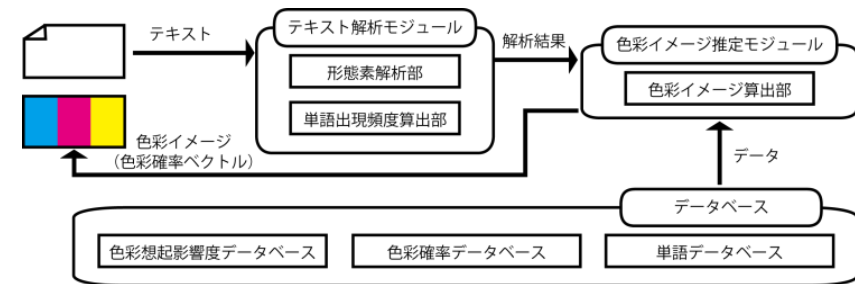 テキスト
テキスト解析モジュール
形態素解析部
単語出現頻度算出部
解析結果
色彩イメージ推定モジュール
色彩イメージ算出部
色彩イメージ
（色彩確率ベクトル）
データ
データベース
色彩想起影響度データベース
色彩確率データベース
単語データベース